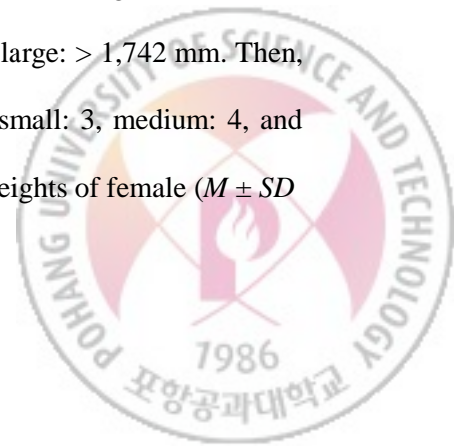 large: > 1,742 mm. Then,
small: 3, medium: 4, and
eights of female (M ± SD
POHANG UNIVERSITY OF SCIENCE AND TECHNOLOGY
1986
포항공과대학교